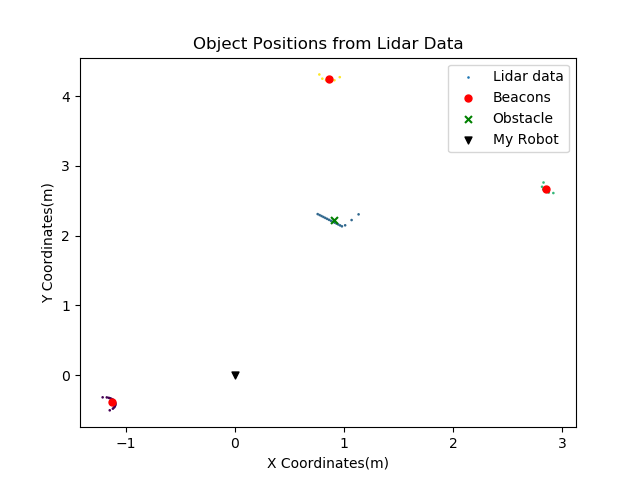 Object Positions from Lidar Data
Lidar data
Beacons
Obstacle
My Robot
Y Coordinates(m)
4
3
2
1
0
−1 0 1 2 3
X Coordinates(m)